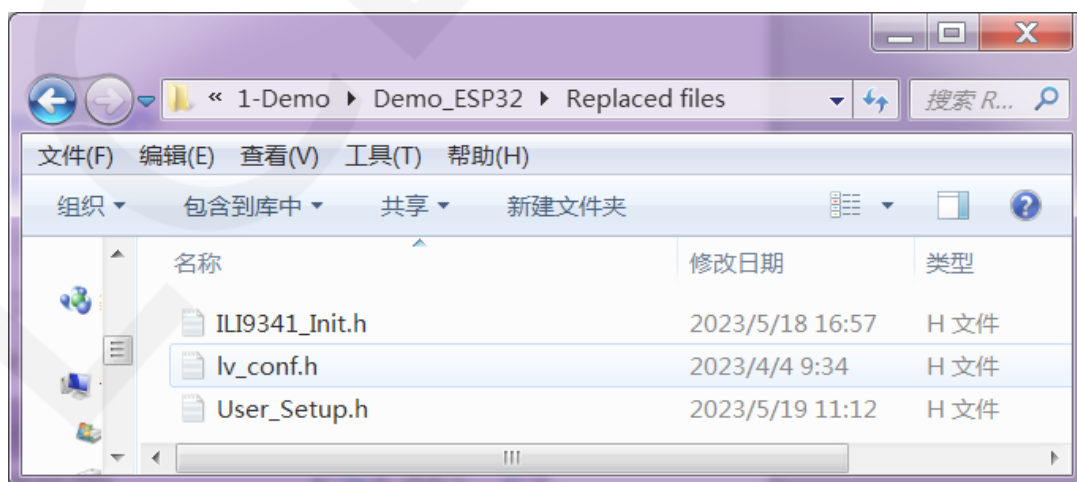 « 1-Demo ▸ Demo_ESP32 ▸ Replaced files 搜索 R...
文件(F) 编辑(E) 查看(V) 工具(T) 帮助(H)
组织 包含到库中 共享 新建文件夹
名称 修改日期 类型
ILI9341_Init.h 2023/5/18 16:57 H 文件
lv_conf.h 2023/4/4 9:34 H 文件
User_Setup.h 2023/5/19 11:12 H 文件